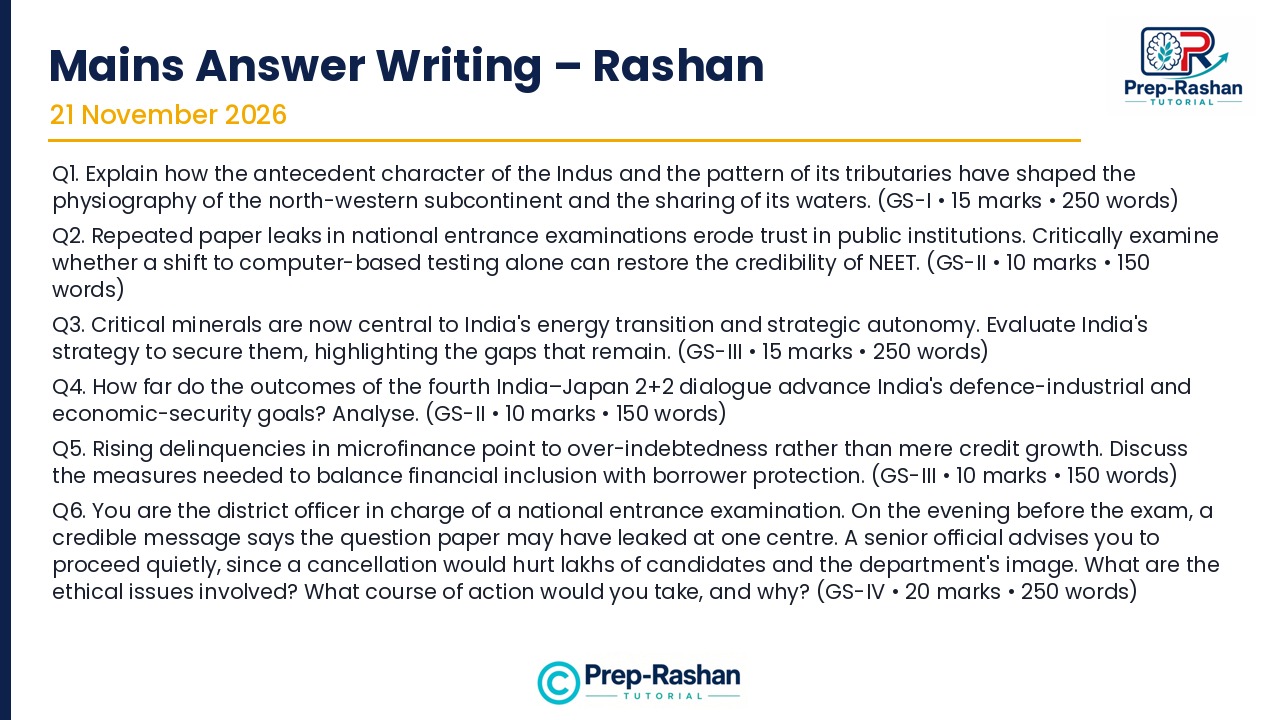 Mains Answer Writing – Rashan
21 November 2026
PR
Prep-Rashan
TUTORIAL
Q1. Explain how the antecedent character of the Indus and the pattern of its tributaries have shaped the
physiography of the north-western subcontinent and the sharing of its waters. (GS-I • 15 marks • 250 words)
Q2. Repeated paper leaks in national entrance examinations erode trust in public institutions. Critically examine
whether a shift to computer-based testing alone can restore the credibility of NEET. (GS-II • 10 marks • 150
words)
Q3. Critical minerals are now central to India's energy transition and strategic autonomy. Evaluate India's
strategy to secure them, highlighting the gaps that remain. (GS-III • 15 marks • 250 words)
Q4. How far do the outcomes of the fourth India–Japan 2+2 dialogue advance India's defence-industrial and
economic-security goals? Analyse. (GS-II • 10 marks • 150 words)
Q5. Rising delinquencies in microfinance point to over-indebtedness rather than mere credit growth. Discuss
the measures needed to balance financial inclusion with borrower protection. (GS-III • 10 marks • 150 words)
Q6. You are the district officer in charge of a national entrance examination. On the evening before the exam, a
credible message says the question paper may have leaked at one centre. A senior official advises you to
proceed quietly, since a cancellation would hurt lakhs of candidates and the department's image. What are the
ethical issues involved? What course of action would you take, and why? (GS-IV • 20 marks • 250 words)
© Prep-Rashan
TUTORIAL